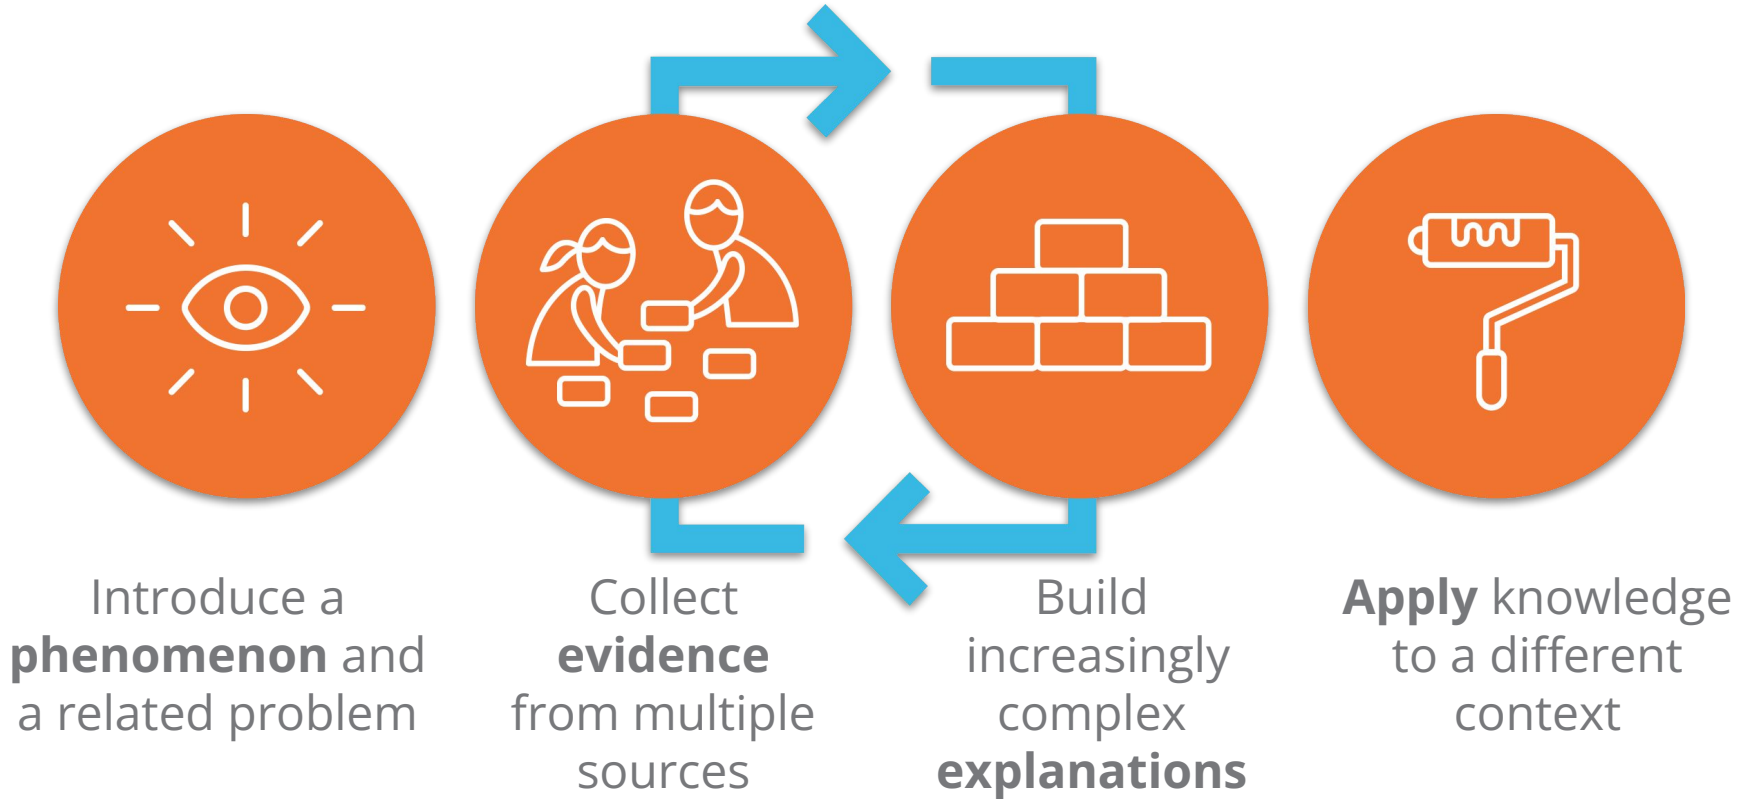 Introduce a
phenomenon and
a related problem
Collect
evidence
from multiple
sources
Build
increasingly
complex
explanations
Apply knowledge
to a different
context